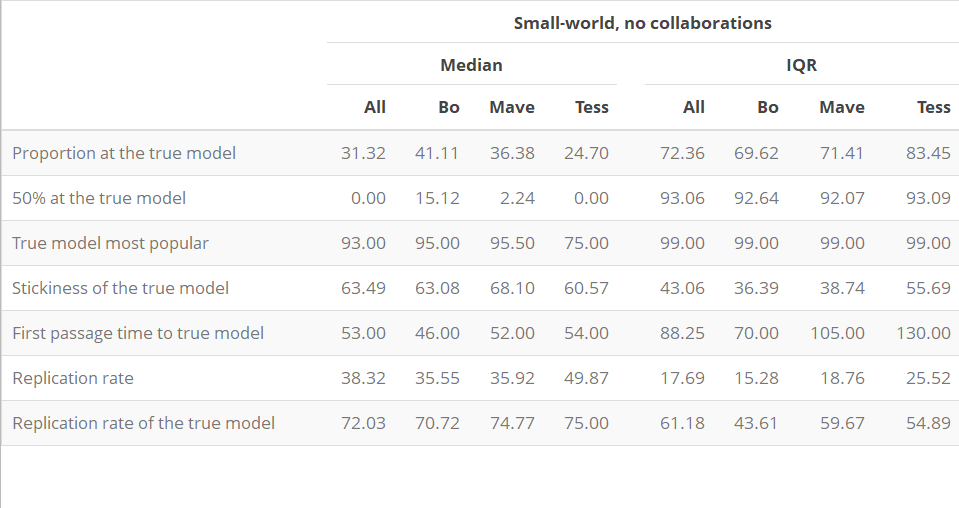 Small-world, no collaborations
Median IQR
All Bo Mave Tess All Bo Mave Tess
Proportion at the true model 31.32 41.11 36.38 24.70 72.36 69.62 71.41 83.45
50% at the true model 0.00 15.12 2.24 0.00 93.06 92.64 92.07 93.09
True model most popular 93.00 95.00 95.50 75.00 99.00 99.00 99.00 99.00
Stickiness of the true model 63.49 63.08 68.10 60.57 43.06 36.39 38.74 55.69
First passage time to true model 53.00 46.00 52.00 54.00 88.25 70.00 105.00 130.00
Replication rate 38.32 35.55 35.92 49.87 17.69 15.28 18.76 25.52
Replication rate of the true model 72.03 70.72 74.77 75.00 61.18 43.61 59.67 54.89